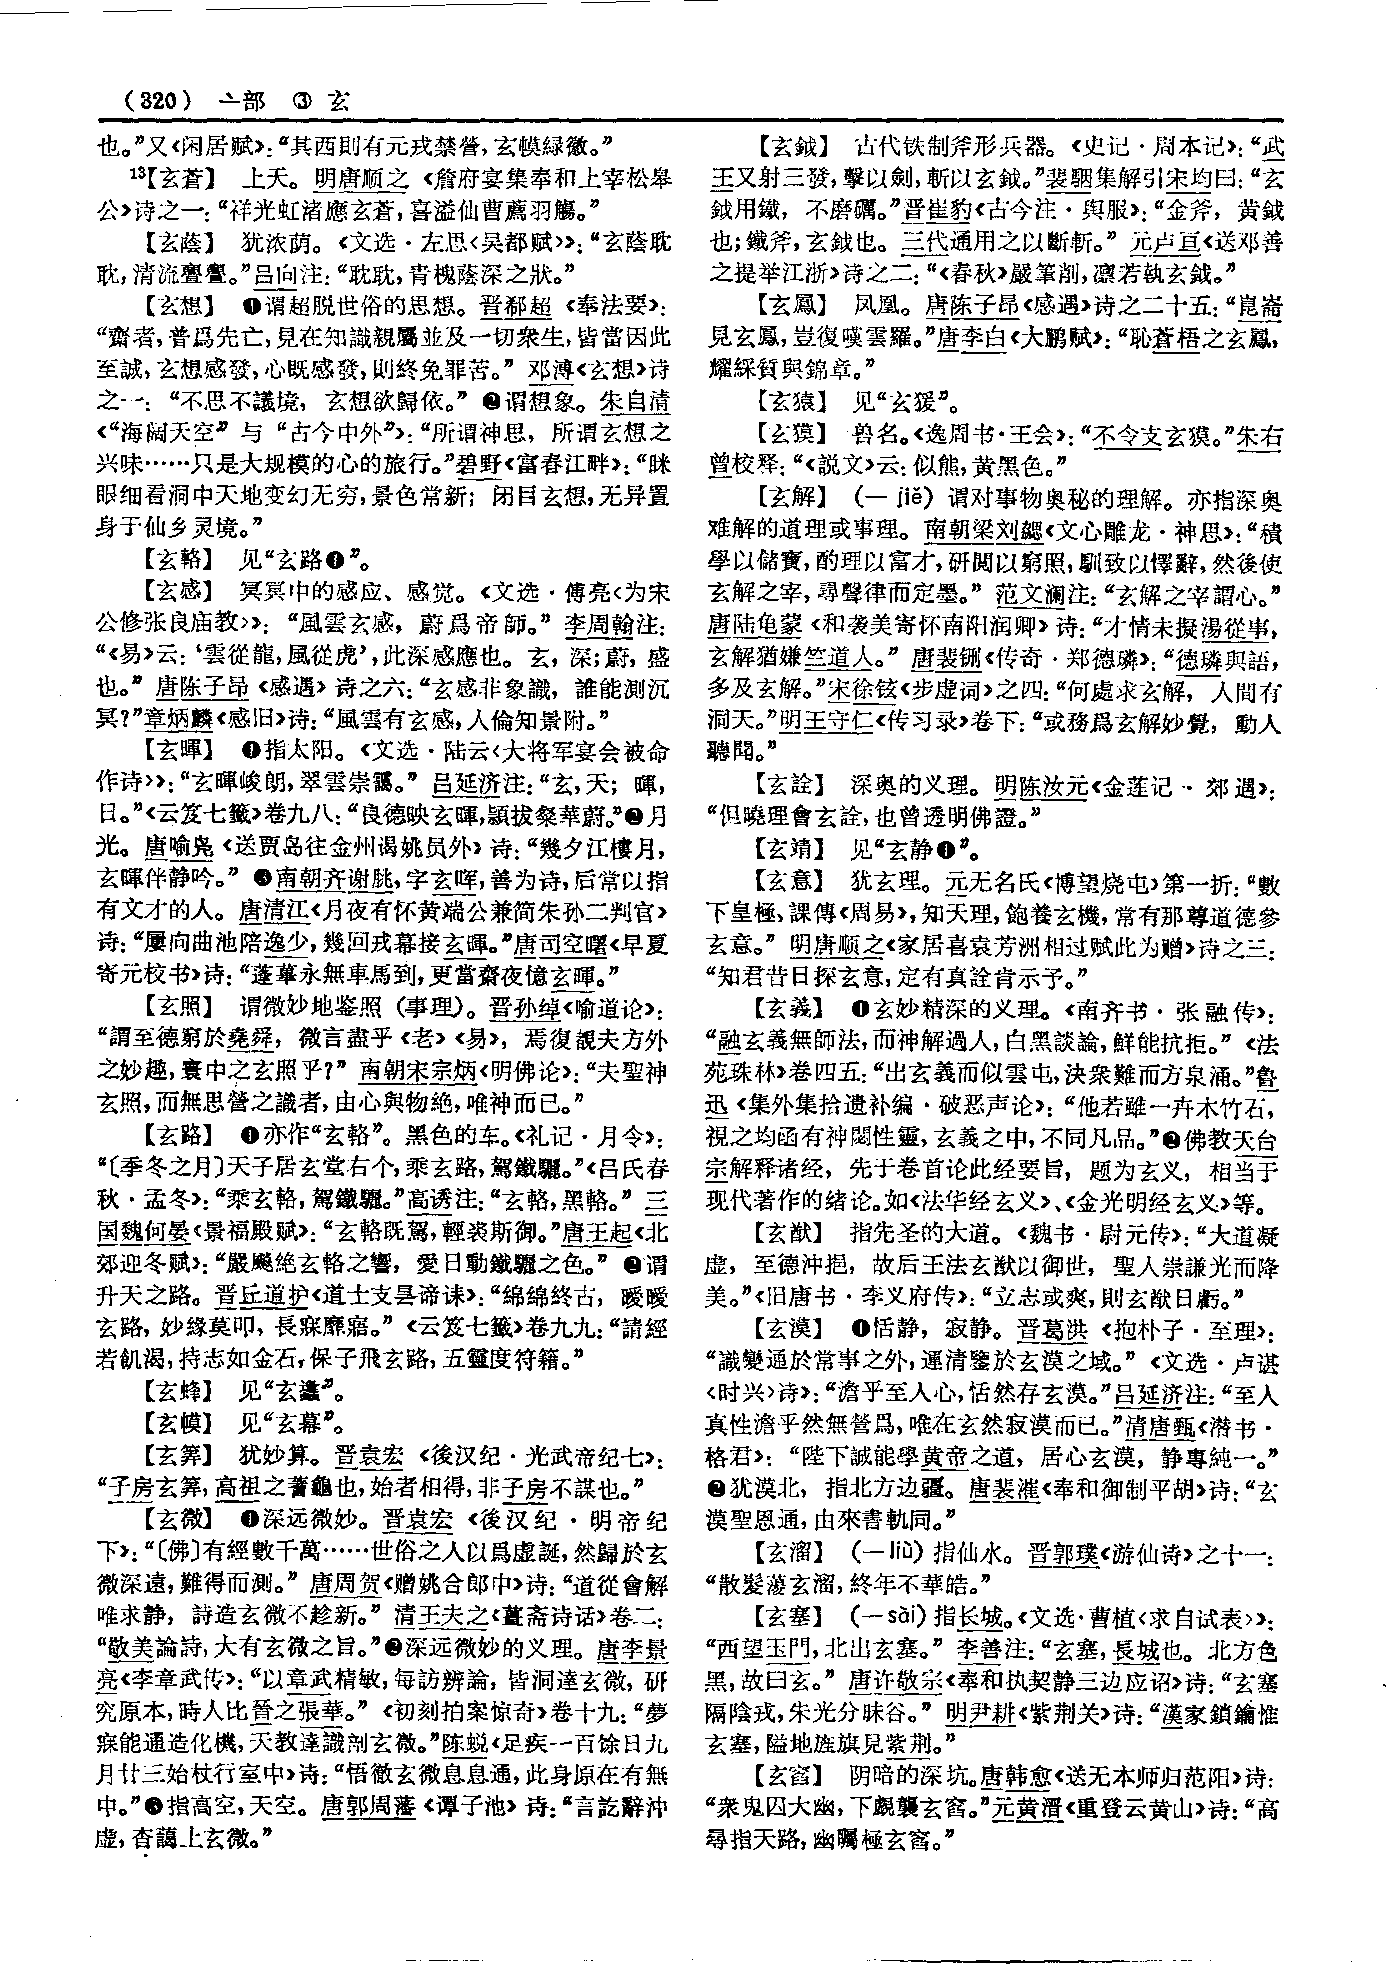 （320） 亠部 ③ 玄
也。”又《闲居赋》：“其西則有元戎禁營，玄幙緑徽。”
13【玄蒼】 上天。明唐顺之《詹府宴集奉和上宰松皋
公》诗之一：“祥光虹渚應玄蒼，喜溢仙曹薦羽觴。”
【玄蔭】 犹浓荫。《文选·左思〈吴都赋〉》：“玄蔭耽
耽，清流亹亹。”吕向注：“耽耽，青槐蔭深之狀。”
【玄想】 ❶谓超脱世俗的思想。晋郗超《奉法要》：
“齋者，普爲先亡，見在知識親屬並及一切衆生，皆當因此
至誠，玄想感發，心既感發，則終免罪苦。” 邓溥《玄想》诗
之一：“不思不議境，玄想欲歸依。” ❷谓想象。朱自清
《“海阔天空”与“古今中外”》：“所谓神思，所谓玄想之
兴味……只是大规模的心的旅行。”碧野《富春江畔》：“眯
眼细看洞中天地变幻无穷，景色常新；闭目玄想，无异置
身于仙乡灵境。”
【玄輅】 见“玄路❶”。
【玄感】 冥冥中的感应、感觉。《文选·傅亮〈为宋
公修张良庙教〉》：“風雲玄感，蔚爲帝師。” 李周翰注：
“《易》云：‘雲從龍，風從虎’，此深感應也。玄，深；蔚，盛
也。” 唐陈子昂《感遇》诗之六：“玄感非象識，誰能測沉
冥？”章炳麟《感旧》诗：“風雲有玄感，人倫知景附。”
【玄暉】 ❶指太阳。《文选·陆云〈大将军宴会被命
作诗〉》：“玄暉峻朗，翠雲崇靄。” 吕延济注：“玄，天；暉，
日。”《云笈七籤》卷九八：“良德映玄暉，穎拔粲華蔚。”❷月
光。唐喻凫《送贾岛往金州谒姚员外》诗：“幾夕江樓月，
玄暉伴静吟。” ❸南朝齐谢朓，字玄晖，善为诗，后常以指
有文才的人。唐清江《月夜有怀黄端公兼简朱孙二判官》
诗：“屢向曲池陪逸少，幾回戎幕接玄暉。”唐司空曙《早夏
寄元校书》诗：“蓬蓽永無車馬到，更當齋夜憶玄暉。”
【玄照】 谓微妙地鉴照（事理）。晋孙绰《喻道论》：
“謂至德窮於堯舜，微言盡乎《老》《易》，焉復覩夫方外
之妙趣，寰中之玄照乎？” 南朝宋宗炳《明佛论》：“夫聖神
玄照，而無思營之識者，由心與物絶，唯神而已。”
【玄路】 ❶亦作“玄輅”。黑色的车。《礼记·月令》：
“〔季冬之月〕天子居玄堂右个，乘玄路，駕鐵驪。”《吕氏春
秋·孟冬》：“乘玄輅，駕鐵驪。”高诱注：“玄輅，黑輅。” 三
国魏何晏《景福殿赋》：“玄輅既駕，輕裘斯御。”唐王起《北
郊迎冬赋》：“嚴飈絶玄輅之響，愛日動鐵驪之色。” ❷谓
升天之路。晋丘道护《道士支昙谛诔》：“綿綿終古，曖曖
玄路，妙緣莫叩，長寐靡寤。”《云笈七籤》卷九九：“請經
若飢渴，持志如金石，保子飛玄路，五靈度符籍。”
【玄蜂】 见“玄蠭”。
【玄幙】 见“玄幕”。
【玄筭】 犹妙算。晋袁宏《後汉纪·光武帝纪七》：
“子房玄筭，高祖之蓍龜也，始者相得，非子房不謀也。”
【玄微】 ❶深远微妙。晋袁宏《後汉纪·明帝纪
下》：“〔佛〕有經數千萬……世俗之人以爲虚誕，然歸於玄
微深遠，難得而測。” 唐周贺《赠姚合郎中》诗：“道從會解
唯求静，詩造玄微不趁新。” 清王夫之《薑斋诗话》卷二：
“敬美論詩，大有玄微之旨。”❷深远微妙的义理。唐李景
亮《李章武传》：“以章武精敏，每訪辨論，皆洞達玄微，研
究原本，時人比晉之張華。”《初刻拍案惊奇》卷十九：“夢
寐能通造化機，天教達識剖玄微。”陈蜕《足疾一百馀日九
月廿三始杖行室中》诗：“悟徹玄微息息通，此身原在有無
中。”❸指高空，天空。唐郭周藩《谭子池》诗：“言訖辭沖
虚，杳藹上玄微。”
【玄鉞】 古代铁制斧形兵器。《史记·周本记》：“武
王又射三發，擊以劍，斬以玄鉞。”裴駰集解引宋均曰：“玄
鉞用鐵，不磨礪。”晋崔豹《古今注·舆服》：“金斧，黄鉞
也；鐵斧，玄鉞也。三代通用之以斷斬。” 元卢亘《送邓善
之提举江浙》诗之二：“《春秋》嚴筆削，凛若執玄鉞。”
【玄鳳】 凤凰。唐陈子昂《感遇》诗之二十五：“崑崙
見玄鳳，豈復嘆雲羅。”唐李白《大鹏赋》：“恥蒼梧之玄鳳，
耀綵質與錦章。”
【玄猿】 见“玄猨”。
【玄獏】 兽名。《逸周书·王会》：“不令支玄獏。”朱右
曾校释：“《説文》云：似熊，黄黑色。”
【玄解】 （一jiě）谓对事物奥秘的理解。亦指深奥
难解的道理或事理。南朝梁刘勰《文心雕龙·神思》：“積
學以儲寶，酌理以富才，研閲以窮照，馴致以懌辭，然後使
玄解之宰，尋聲律而定墨。” 范文澜注：“玄解之宰謂心。”
唐陆龟蒙《和袭美寄怀南阳润卿》诗：“才情未擬湯從事，
玄解猶嫌竺道人。” 唐裴铏《传奇·郑德璘》：“德璘與語，
多及玄解。”宋徐铉《步虚词》之四：“何處求玄解，人間有
洞天。”明王守仁《传习录》卷下：“或務爲玄解妙覺，動人
聽聞。”
【玄詮】 深奥的义理。明陈汝元《金莲记·郊遇》：
“但曉理會玄詮，也曾透明佛證。”
【玄靖】 见“玄静❶”。
【玄意】 犹玄理。元无名氏《博望烧屯》第一折：“數
下皇極，課傳《周易》，知天理，飽養玄機，常有那尊道德參
玄意。” 明唐顺之《家居喜袁芳洲相过赋此为赠》诗之三：
“知君昔日探玄意，定有真詮肯示予。”
【玄義】 ❶玄妙精深的义理。《南齐书·张融传》：
“融玄義無師法，而神解過人，白黑談論，鮮能抗拒。”《法
苑珠林》卷四五：“出玄義而似雲屯，決衆難而方泉涌。”鲁
迅《集外集拾遗补编·破恶声论》：“他若雖一卉木竹石，
視之均函有神閟性靈，玄義之中，不同凡品。”❷佛教天台
宗解释诸经，先于卷首论此经要旨，题为玄义，相当于
现代著作的绪论。如《法华经玄义》、《金光明经玄义》等。
【玄猷】 指先圣的大道。《魏书·尉元传》：“大道凝
虚，至德沖挹，故后王法玄猷以御世，聖人崇謙光而降
美。”《旧唐书·李义府传》：“立志或爽，則玄猷日虧。”
【玄漠】 ❶恬静，寂静。晋葛洪《抱朴子·至理》：
“識變通於常事之外，運清鑒於玄漠之域。”《文选·卢谌
〈时兴〉诗》：“澹乎至人心，恬然存玄漠。”吕延济注：“至人
真性澹乎然無營爲，唯在玄然寂漠而已。”清唐甄《潜书·
格君》：“陛下誠能學黄帝之道，居心玄漠，静專純一。”
❷犹漠北，指北方边疆。唐裴漼《奉和御制平胡》诗：“玄
漠聖恩通，由來書軌同。”
【玄溜】 （一liù）指仙水。晋郭璞《游仙诗》之十一：
“散髮蕩玄溜，終年不華皓。”
【玄塞】 （一sài）指长城。《文选·曹植〈求自试表〉》：
“西望玉門，北出玄塞。” 李善注：“玄塞，長城也。北方色
黑，故曰玄。” 唐许敬宗《奉和执契静三边应诏》诗：“玄塞
隔陰戎，朱光分昧谷。” 明尹耕《紫荆关》诗：“漢家鎖鑰惟
玄塞，隘地旌旗見紫荆。”
【玄窞】 阴暗的深坑。唐韩愈《送无本师归范阳》诗：
“衆鬼囚大幽，下覷襲玄窞。”元黄溍《重登云黄山》诗：“高
尋指天路，幽矚極玄窞。”